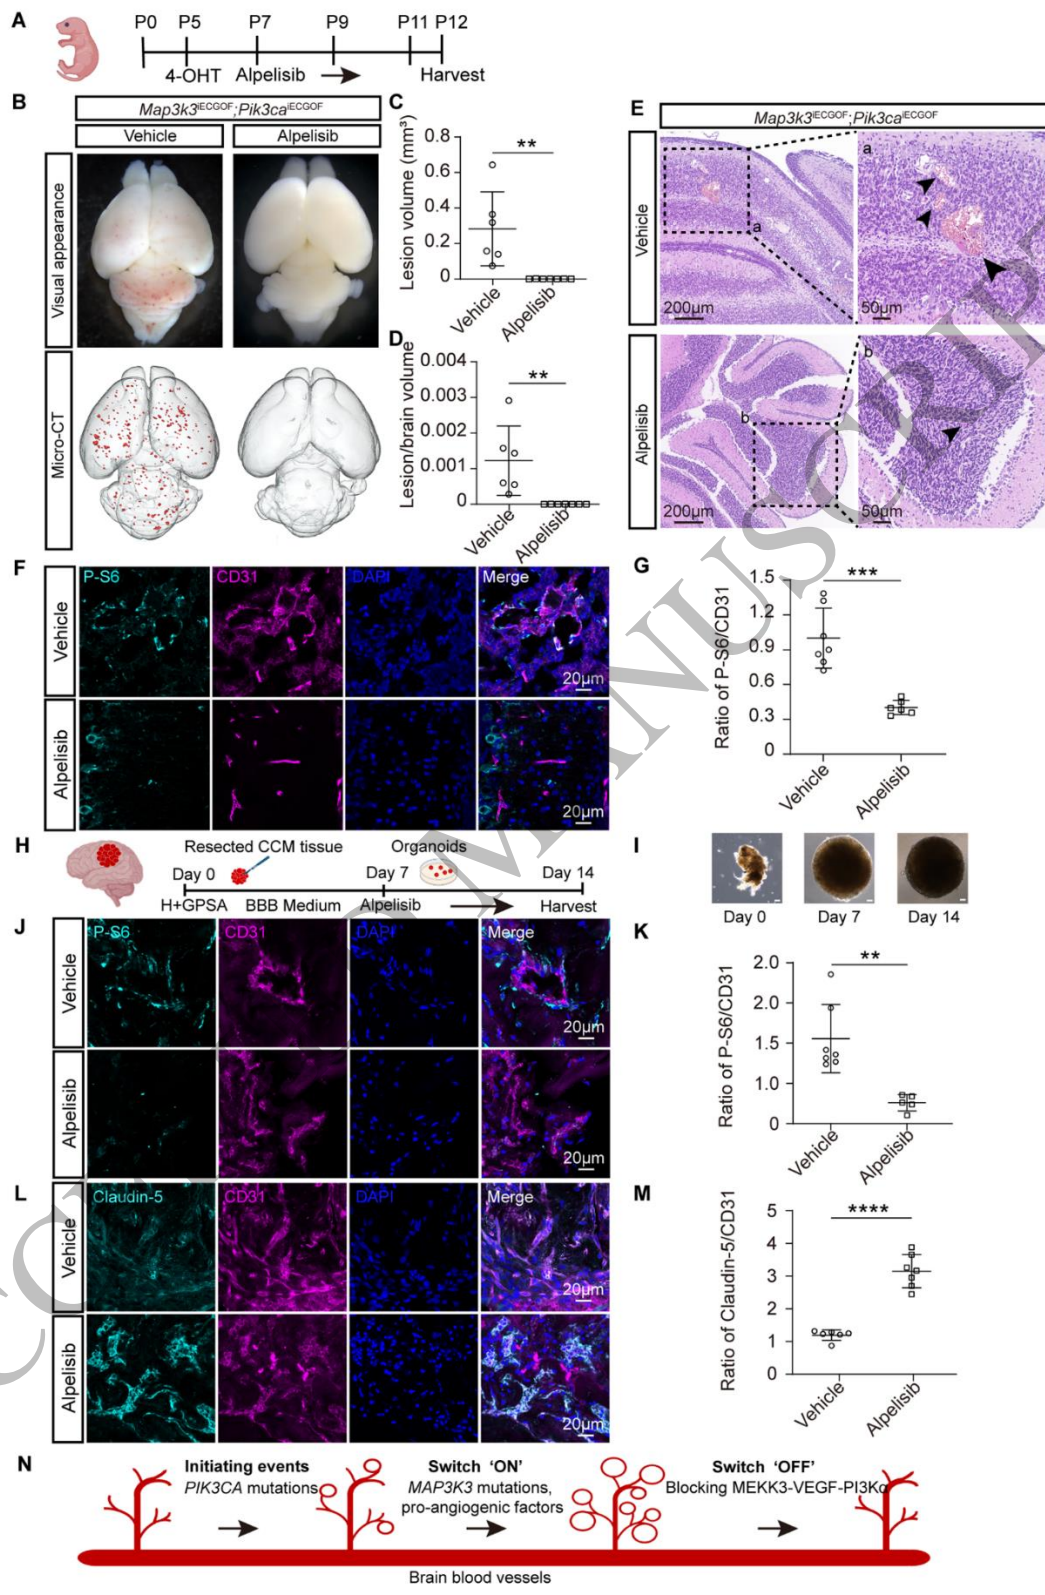 A
P0 P5 P7 P9 P11 P12
4-OHT Alpelisib Harvest
B
Map3k3iECGOF;Pik3caiECGOF
Vehicle Alpelisib
Visual appearance
Micro-CT
C
Lesion volume (mm³)
0.8
0.6
0.4
0.2
0
**
Vehicle Alpelisib
D
Lesion/brain volume
0.004
0.003
0.002
0.001
0
**
Vehicle Alpelisib
E
Map3k3iECGOF;Pik3caiECGOF
Vehicle
a
200µm
a
50µm
Alpelisib
b
200µm
b
50µm
F
P-S6 CD31 DAPI Merge
Vehicle
20µm
Alpelisib
20µm
G
Ratio of P-S6/CD31
1.5
1.2
0.9
0.6
0.3
0
***
Vehicle Alpelisib
H
Resected CCM tissue Organoids
Day 0 Day 7 Day 14
H+GPSA BBB Medium Alpelisib Harvest
I
Day 0 Day 7 Day 14
J
P-S6 CD31 DAPI Merge
Vehicle
20µm
Alpelisib
20µm
K
Ratio of P-S6/CD31
2.0
2.0
1.5
1.0
0
**
Vehicle Alpelisib
L
Claudin-5 CD31 DAPI Merge
Vehicle
20µm
Alpelisib
20µm
M
Ratio of Claudin-5/CD31
5
4
3
2
1
0
****
Vehicle Alpelisib
N
Initiating events
PIK3CA mutations
Switch 'ON'
MAP3K3 mutations,
pro-angiogenic factors
Switch 'OFF'
Blocking MEKK3-VEGF-PI3Kα
Brain blood vessels